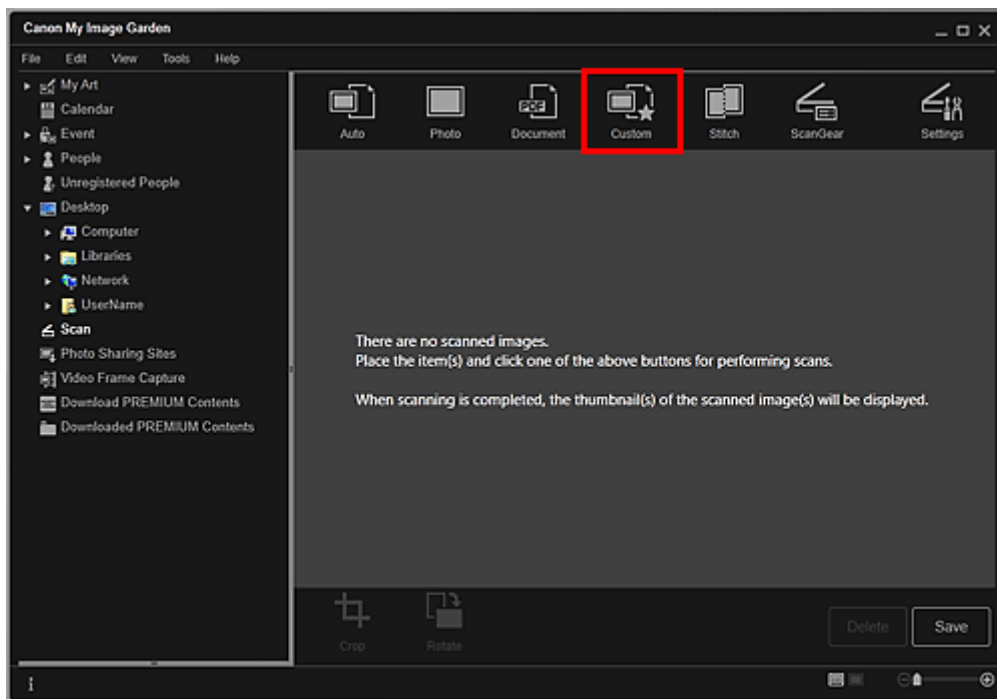 Canon My Image Garden
File Edit View Tools Help
My Art
Calendar
Event
People
Unregistered People
Desktop
Computer
Libraries
Network
UserName
Scan
Photo Sharing Sites
Video Frame Capture
Download PREMIUM Contents
Downloaded PREMIUM Contents
Auto Photo PDF Document Custom Stitch ScanGear Settings
There are no scanned images.
Place the item(s) and click one of the above buttons for performing scans.
When scanning is completed, the thumbnail(s) of the scanned image(s) will be displayed.
Crop Rotate Delete Save